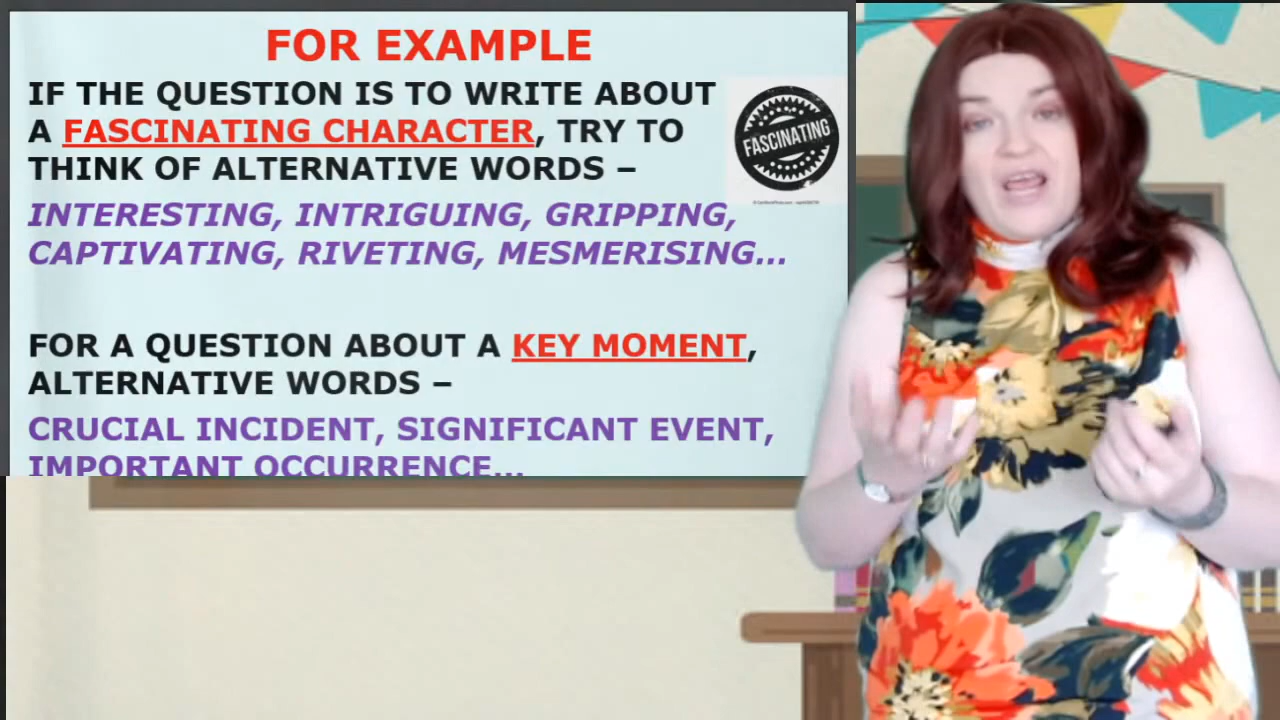 FOR EXAMPLE
IF THE QUESTION IS TO WRITE ABOUT
A FASCINATING CHARACTER, TRY TO
THINK OF ALTERNATIVE WORDS –
INTERESTING, INTRIGUING, GRIPPING,
CAPTIVATING, RIVETING, MESMERISING...
FASCINATING
FOR A QUESTION ABOUT A KEY MOMENT,
ALTERNATIVE WORDS –
CRUCIAL INCIDENT, SIGNIFICANT EVENT,
IMPORTANT OCCURRENCE...